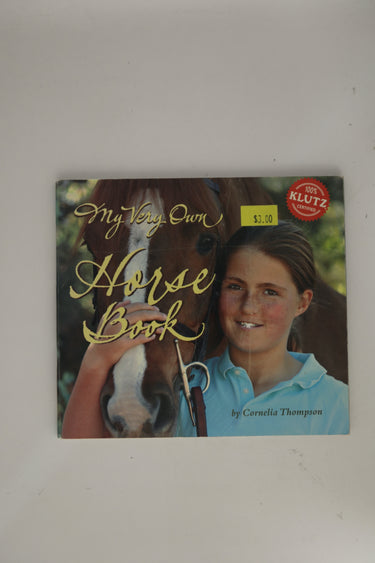 My Very Own
Horse
Book
$3.00
100%
KLUTZ
CERTIFIED
by Cornelia Thompson